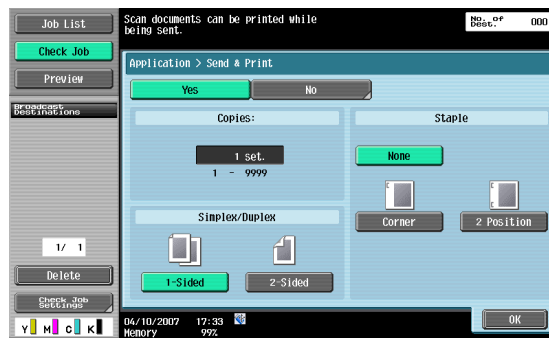 Job List
Check Job
Preview
Broadcast
Destinations
1/ 1
Delete
Check Job
Settings
Y M C K
Scan documents can be printed while
being sent.
No. of
Dest.
000
Application > Send & Print
Yes
No
Copies:
1 set.
1 - 9999
Simplex/Duplex
1-Sided
2-Sided
Staple
None
Corner
2 Position
04/10/2007 17:33
Memory 99%
OK